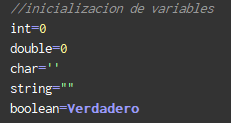 //inicializacion de variables
int=0
double=0
char=''
string=""
boolean=Verdadero